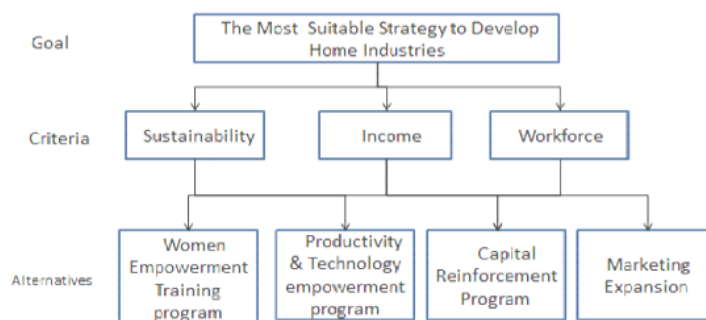 Goal
The Most Suitable Strategy to Develop
Home Industries
Criteria
Sustainability
Income
Workforce
Alternatives
Women
Empowerment
Training
program
Productivity
& Technology
empowerment
program
Capital
Reinforcement
Program
Marketing
Expansion